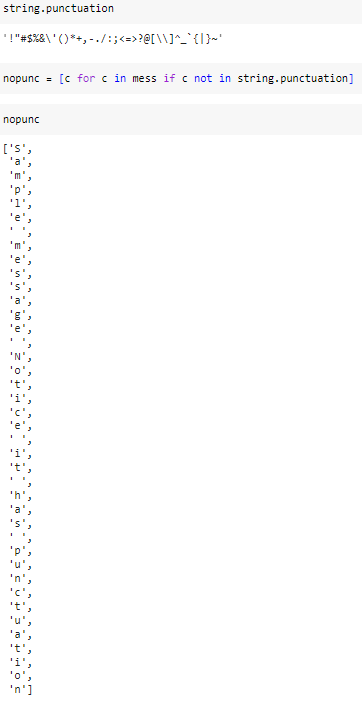 string.punctuation
'!"#$%&\'()*+,-./:;<=>?@[\\]^_`{|}~'
nopunc = [c for c in mess if c not in string.punctuation]
nopunc
['S',
'a',
'm',
'p',
'l',
'e',
' ',
'm',
'e',
's',
's',
'a',
'g',
'e',
' ',
'N',
'o',
't',
'i',
'c',
'e',
' ',
'i',
't',
' ',
'h',
'a',
's',
' ',
'p',
'u',
'n',
'c',
't',
'u',
'a',
't',
'i',
'o',
'n']